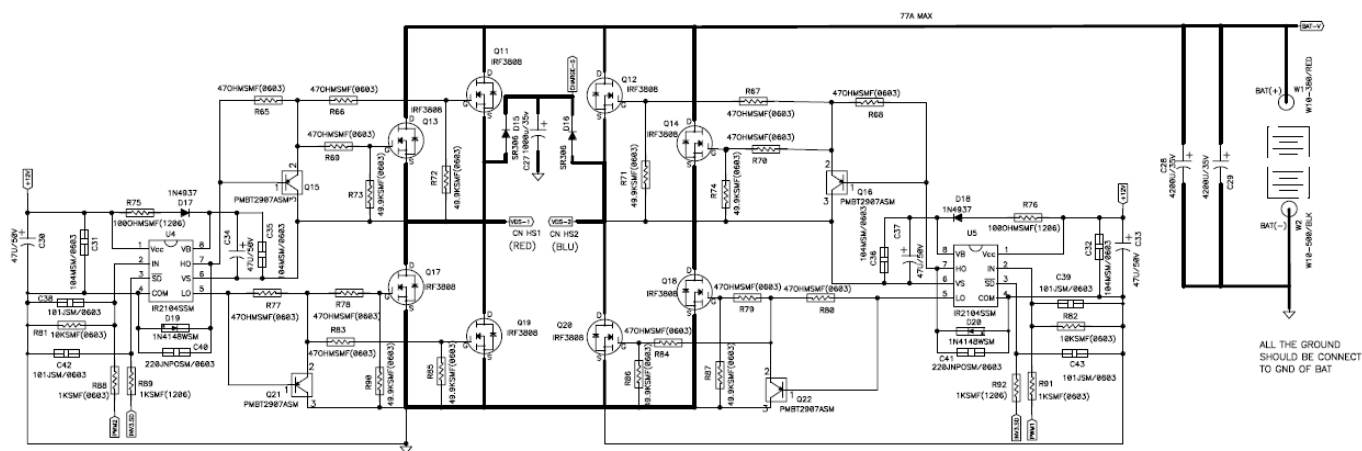 77A MAX
BAT-V
Q11
IRF3808
Q12
IRF3808
CHARGE-S
47OHMSMF(0603)
R65
47OHMSMF(0603)
R66
IRF3808
Q13
D15
SR306
C27 1000u/35v
D16
SR306
47OHMSMF(0603)
R67
47OHMSMF(0603)
R68
Q14
IRF3808
47OHMSMF(0603)
R69
47OHMSMF(0603)
R70
R73
49.9KSMF(0603)
R72
49.9KSMF(0603)
R71
49.9KSMF(0603)
R74
49.9KSMF(0603)
Q15
PMBT2907ASM
Q16
PMBT2907ASM
C28
4200U/35V
C29
4200U/35V
BAT(+)
W1
W10-380/RED
BAT(-)
W2
W10-500/BLK
+12V
1N4937
R75
D17
100OHMSMF(1206)
C30
47U/50V
C31
104MSM/0603
U4
Vcc
IN
SD
COM
VB
HO
VS
LO
IR2104SSM
C34
47U/50V
C35
104MSM/0603
VDS-1
CN HS1
(RED)
VDS-2
CN HS2
(BLU)
D18
1N4937
R76
100OHMSMF(1206)
+12V
C36
104MSM/0603
C37
47U/50V
U5
VB
HO
VS
LO
Vcc
IN
SD
COM
IR2104SSM
C32
104MSM/0603
C33
47U/50V
C38
101JSM/0603
R81
10KSMF(0603)
C42
101JSM/0603
D19
1N4148WSM
C40
220JNPOSM/0603
R88
1KSMF(0603)
R89
1KSMF(1206)
PWM2
INV3.SD
R77
47OHMSMF(0603)
R78
47OHMSMF(0603)
R83
47OHMSMF(0603)
Q17
IRF3808
Q19
IRF3808
Q21
PMBT2907ASM
R90
49.9KSMF(0603)
R85
49.9KSMF(0603)
Q18
IRF3808
Q20
IRF3808
47OHMSMF(0603)
R79
47OHMSMF(0603)
R80
47OHMSMF(0603)
R84
R86
49.9KSMF(0603)
R87
49.9KSMF(0603)
Q22
PMBT2907ASM
C39
101JSM/0603
R82
10KSMF(0603)
C43
101JSM/0603
D20
1N4148WSM
C41
220JNPOSM/0603
R92
1KSMF(1206)
R91
1KSMF(0603)
INV3.SD
PWM1
ALL THE GROUND
SHOULD BE CONNECT
TO GND OF BAT